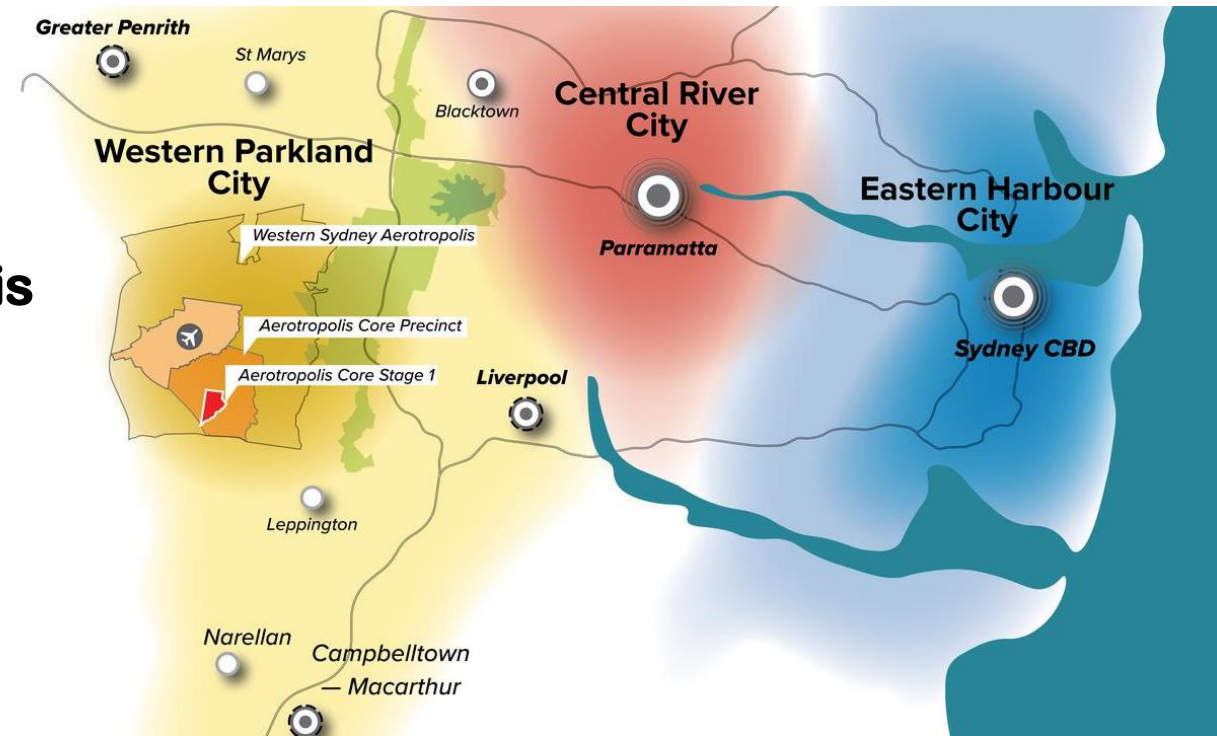 Greater Penrith
St Marys
Blacktown
Central River
City
Western Parkland
City
Eastern Harbour
City
Western Sydney Aerotropolis
Parramatta
is
Aerotropolis Core Precinct
Sydney CBD
Aerotropolis Core Stage 1
Liverpool
Leppington
Narellan
Campbelltown
— Macarthur